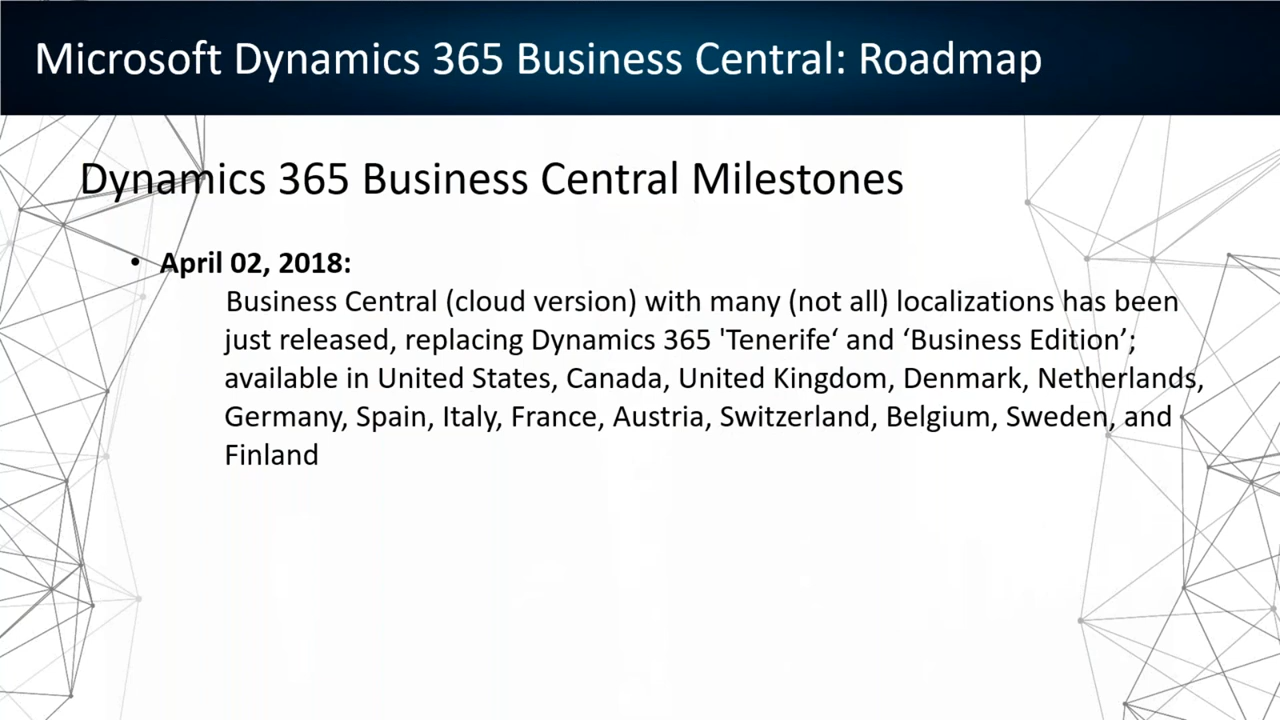 Microsoft Dynamics 365 Business Central: Roadmap
Dynamics 365 Business Central Milestones
• April 02, 2018:
Business Central (cloud version) with many (not all) localizations has been
just released, replacing Dynamics 365 'Tenerife‘ and ‘Business Edition’;
available in United States, Canada, United Kingdom, Denmark, Netherlands,
Germany, Spain, Italy, France, Austria, Switzerland, Belgium, Sweden, and
Finland